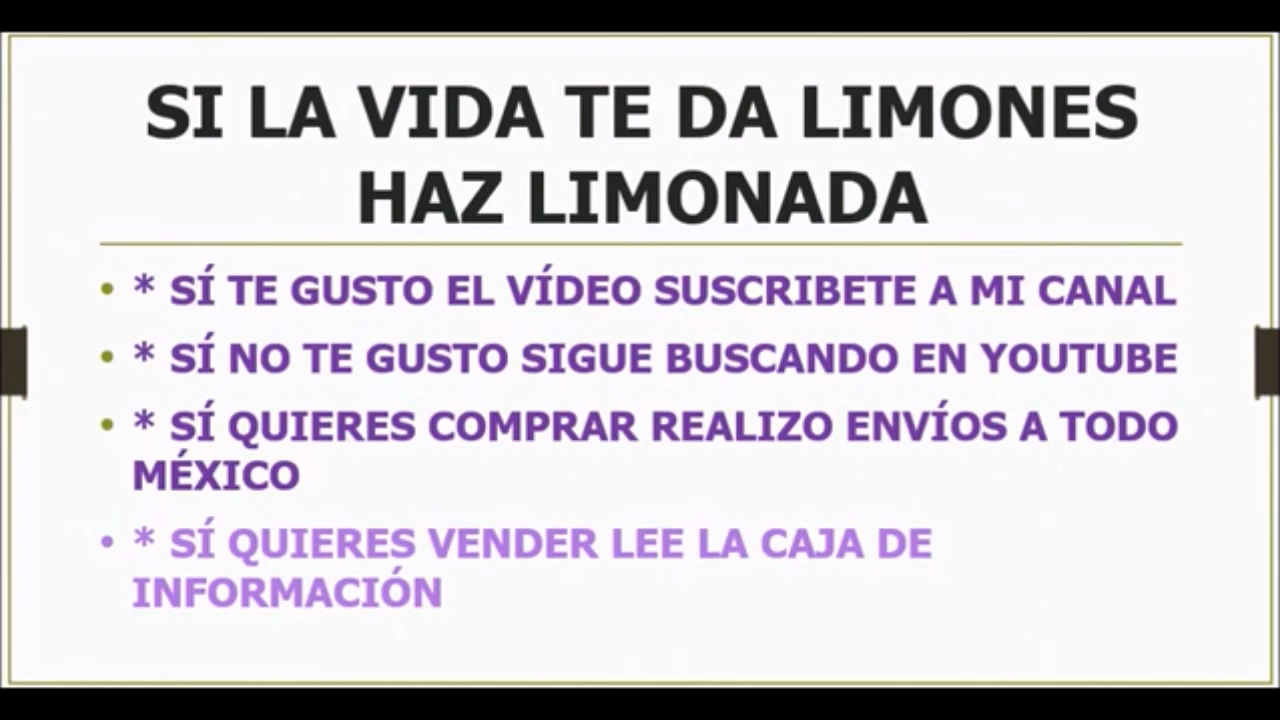 SI LA VIDA TE DA LIMONES
HAZ LIMONADA
• * SÍ TE GUSTO EL VÍDEO SUSCRIBETE A MI CANAL
• * SÍ NO TE GUSTO SIGUE BUSCANDO EN YOUTUBE
• * SÍ QUIERES COMPRAR REALIZO ENVÍOS A TODO
MÉXICO
• * SÍ QUIERES VENDER LEE LA CAJA DE
INFORMACIÓN